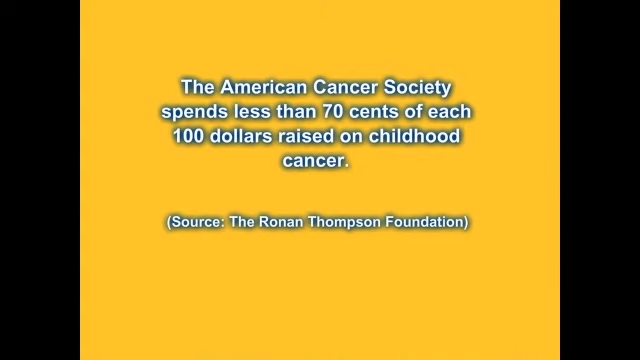 The American Cancer Society
spends less than 70 cents of each
100 dollars raised on childhood
cancer.
(Source: The Ronan Thompson Foundation)